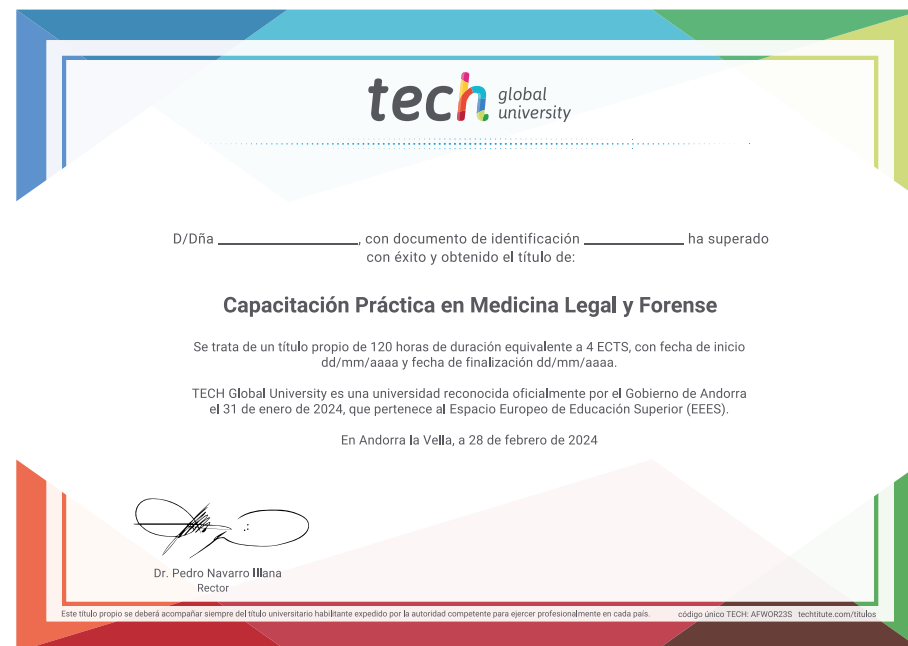 tech global university
D/Dña ____________________, con documento de identificación ______________ ha superado
con éxito y obtenido el título de:
Capacitación Práctica en Medicina Legal y Forense
Se trata de un título propio de 120 horas de duración equivalente a 4 ECTS, con fecha de inicio
dd/mm/aaaa y fecha de finalización dd/mm/aaaa.
TECH Global University es una universidad reconocida oficialmente por el Gobierno de Andorra
el 31 de enero de 2024, que pertenece al Espacio Europeo de Educación Superior (EEES).
En Andorra la Vella, a 28 de febrero de 2024
Dr. Pedro Navarro Illana
Rector
Este título propio se deberá acompañar siempre del título universitario habilitante expedido por la autoridad competente para ejercer profesionalmente en cada país. código único TECH: AFWOR23S techtitute.com/titulos